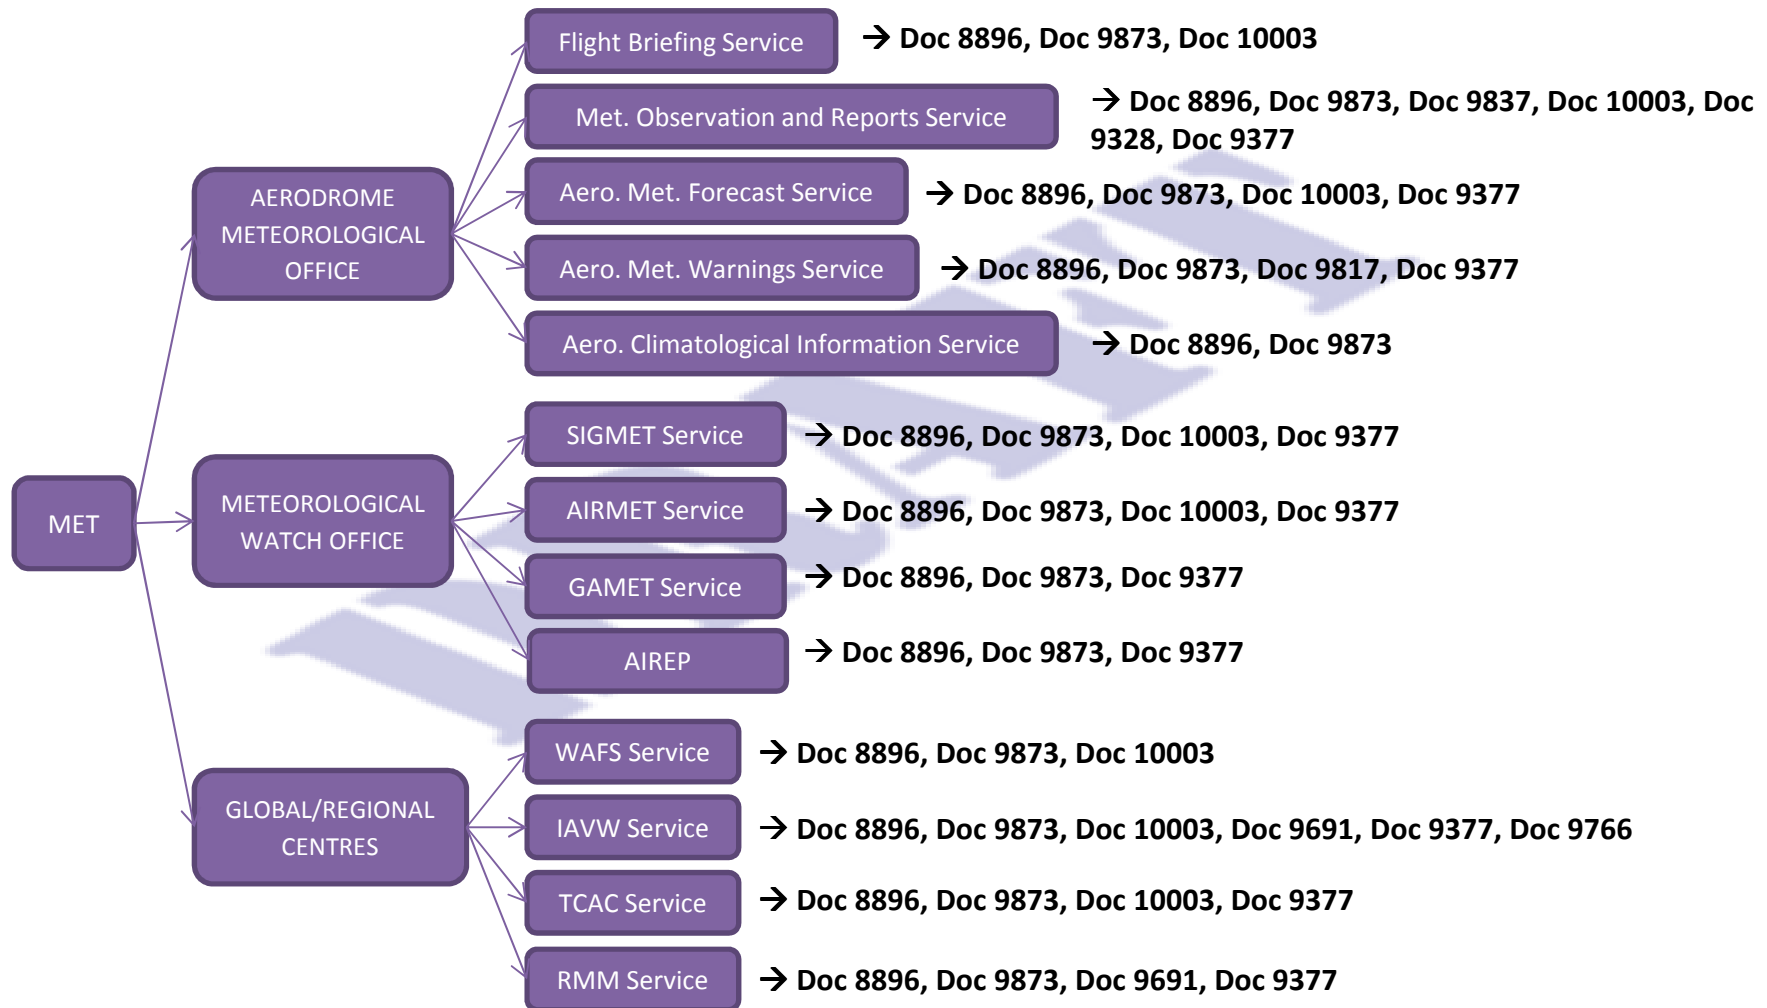 Flight Briefing Service
→ Doc 8896, Doc 9873, Doc 10003
Met. Observation and Reports Service
→ Doc 8896, Doc 9873, Doc 9837, Doc 10003, Doc
9328, Doc 9377
AERODROME
METEOROLOGICAL
OFFICE
Aero. Met. Forecast Service
→ Doc 8896, Doc 9873, Doc 10003, Doc 9377
Aero. Met. Warnings Service
→ Doc 8896, Doc 9873, Doc 9817, Doc 9377
Aero. Climatological Information Service
→ Doc 8896, Doc 9873
MET
METEOROLOGICAL
WATCH OFFICE
SIGMET Service
→ Doc 8896, Doc 9873, Doc 10003, Doc 9377
AIRMET Service
→ Doc 8896, Doc 9873, Doc 10003, Doc 9377
GAMET Service
→ Doc 8896, Doc 9873, Doc 9377
AIREP
→ Doc 8896, Doc 9873, Doc 9377
GLOBAL/REGIONAL
CENTRES
WAFS Service
→ Doc 8896, Doc 9873, Doc 10003
IAVW Service
→ Doc 8896, Doc 9873, Doc 10003, Doc 9691, Doc 9377, Doc 9766
TCAC Service
→ Doc 8896, Doc 9873, Doc 10003, Doc 9377
RMM Service
→ Doc 8896, Doc 9873, Doc 9691, Doc 9377